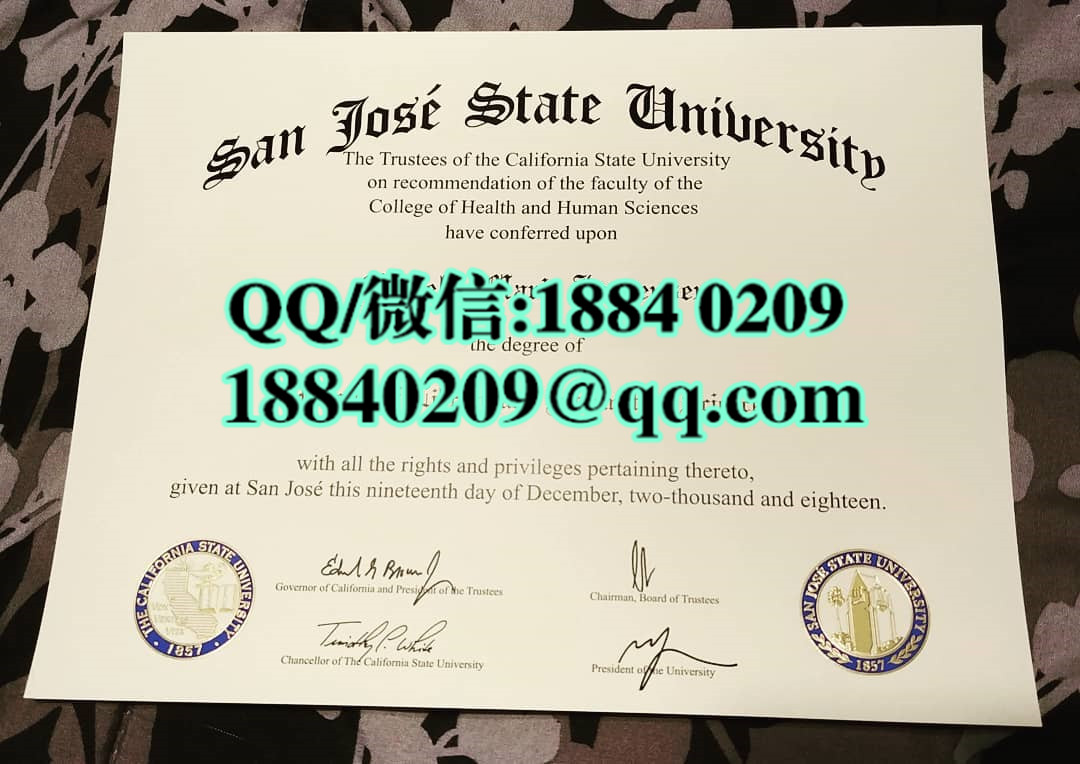 San José State University
The Trustees of the California State University
on recommendation of the faculty of the
College of Health and Human Sciences
have conferred upon
QQ/微信:1884 0209
the degree of
18840209@qq.com
with all the rights and privileges pertaining thereto,
given at San José this nineteenth day of December, two-thousand and eighteen.
THE CALIFORNIA STATE UNIVERSITY
1857
Governor of California and President of the Trustees
Chairman, Board of Trustees
Chancellor of The California State University
President of the University
SAN JOSÉ STATE UNIVERSITY
1857